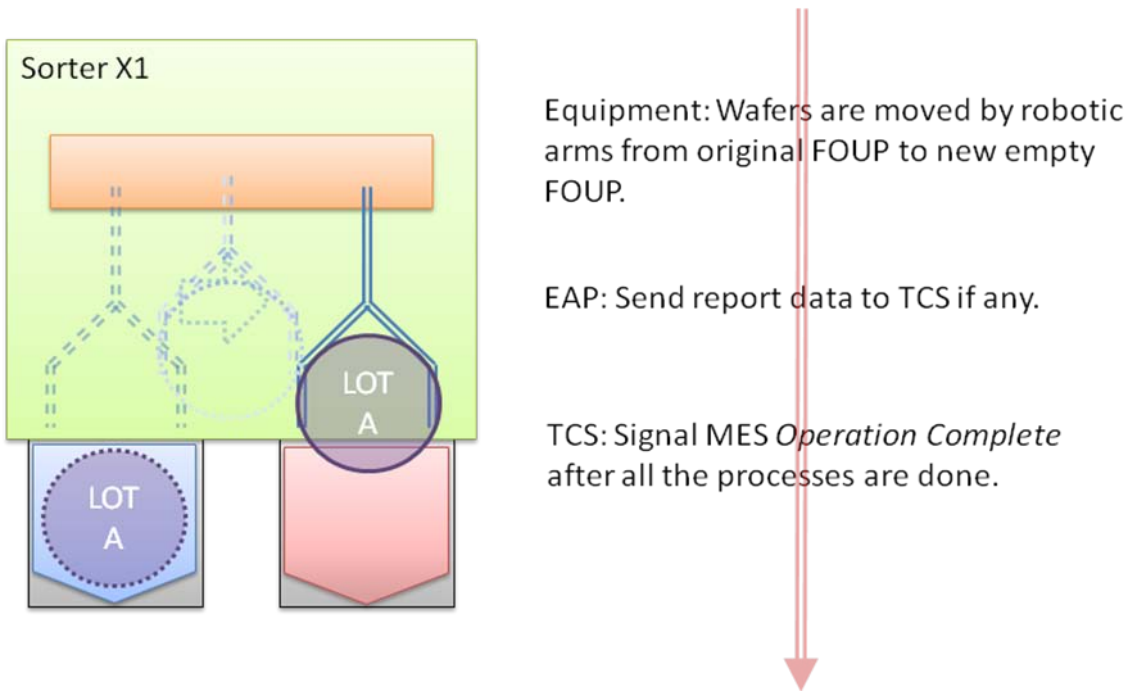 Sorter X1
Equipment: Wafers are moved by robotic
arms from original FOUP to new empty
FOUP.
EAP: Send report data to TCS if any.
TCS: Signal MES Operation Complete
after all the processes are done.
LOT
A
LOT
A